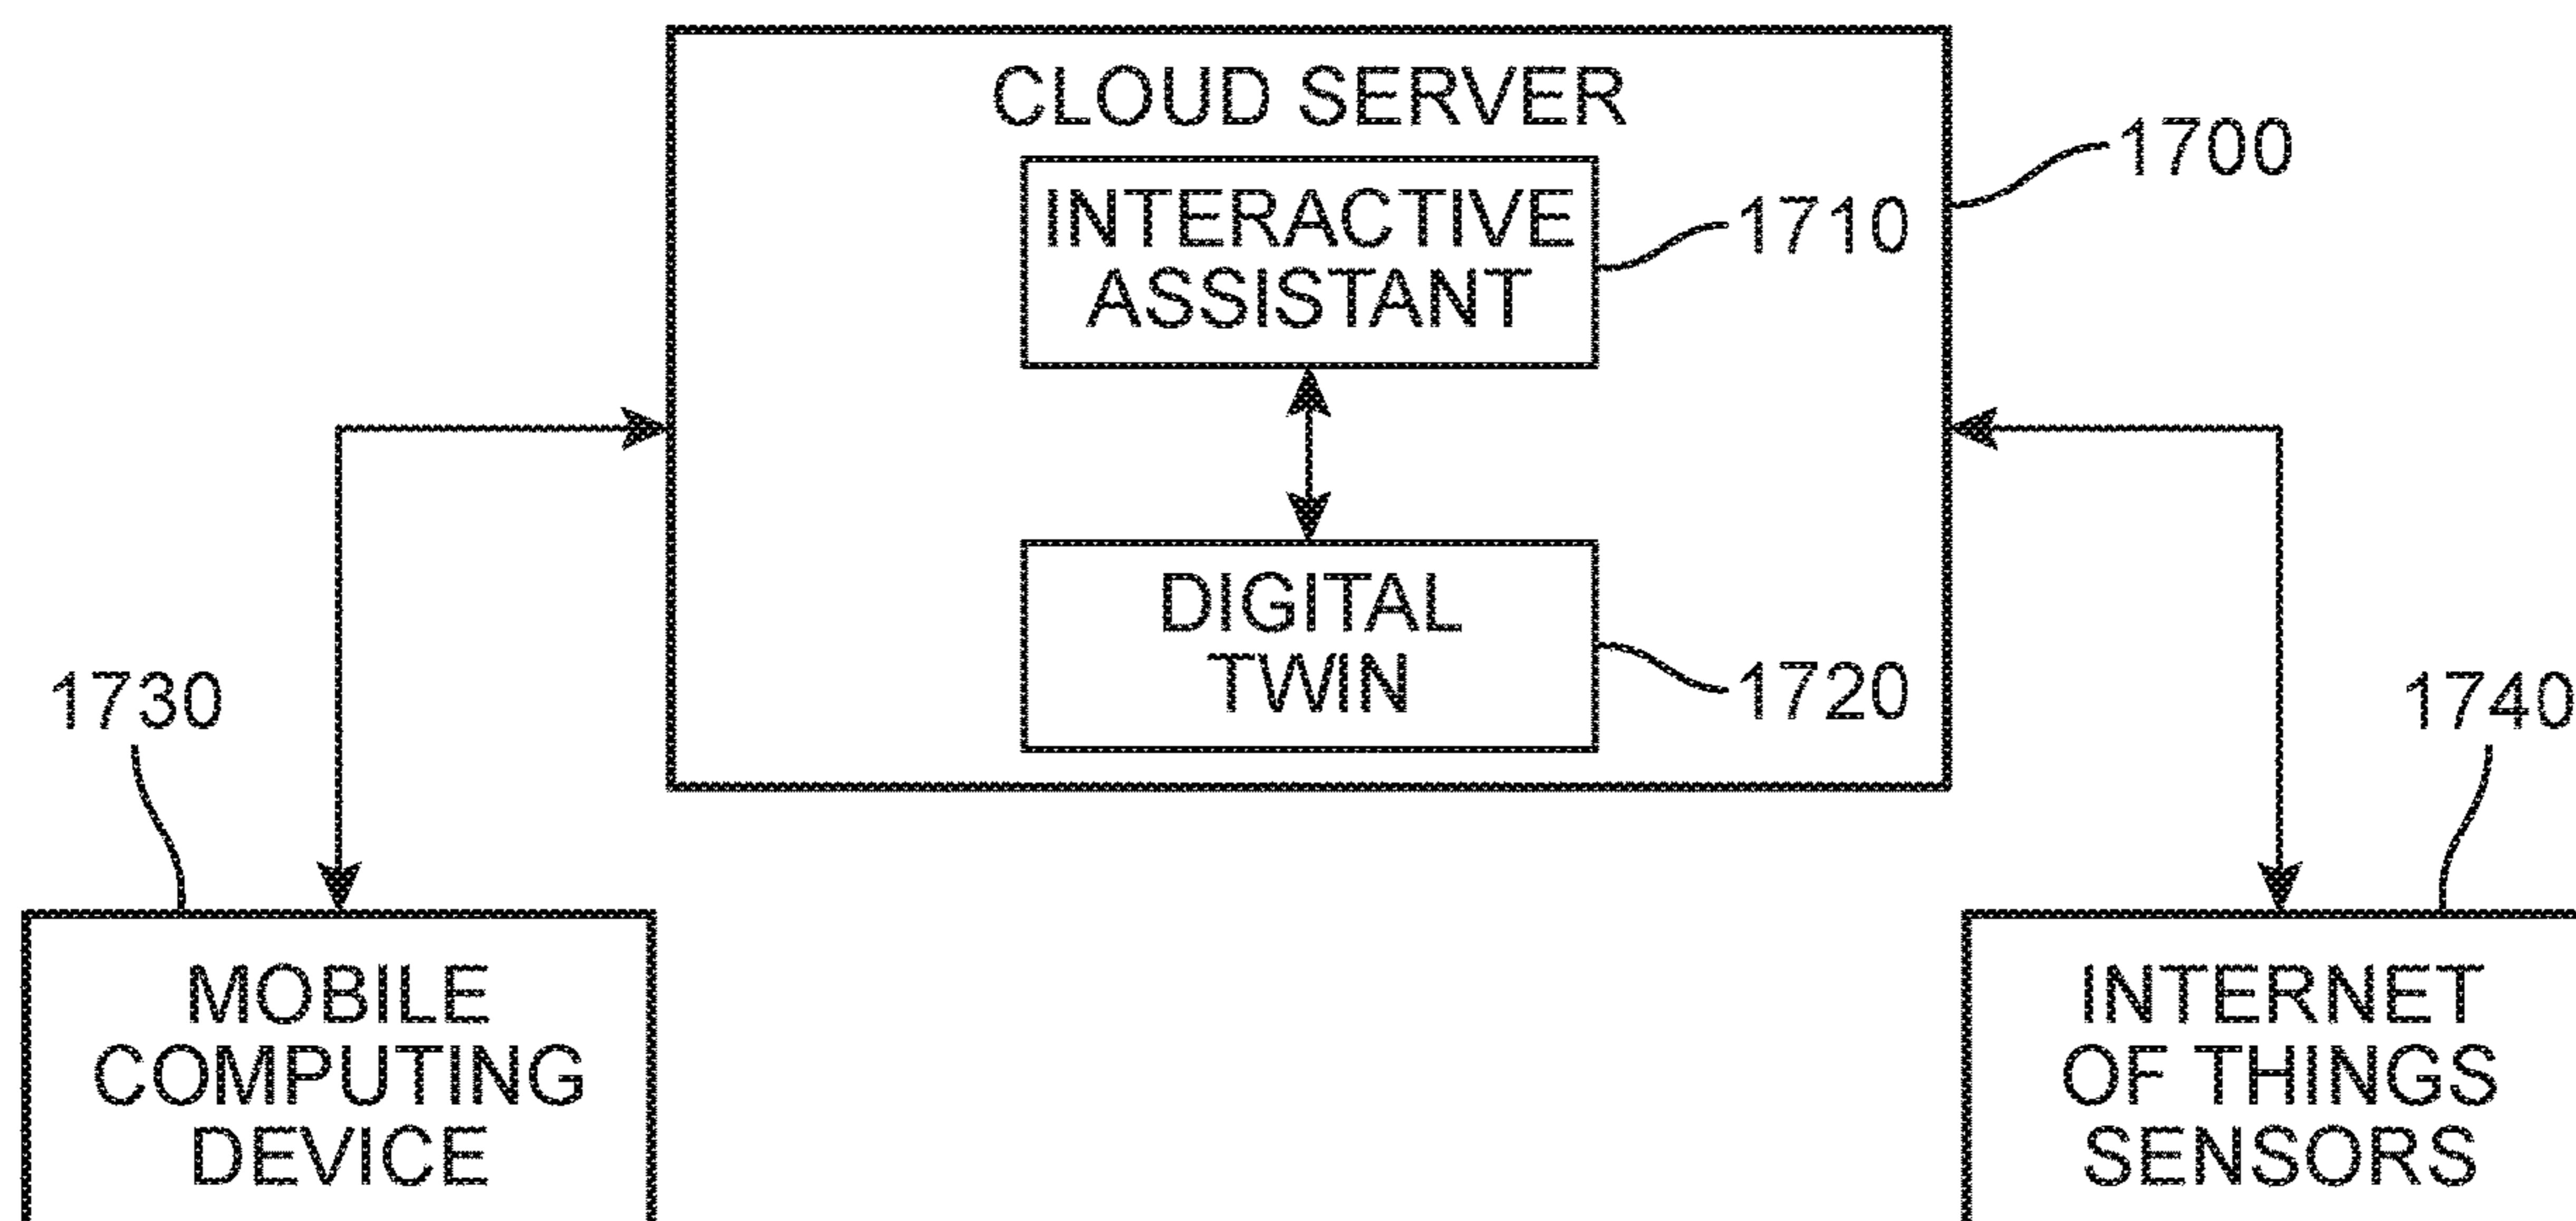 CLOUD SERVER
1700
INTERACTIVE
ASSISTANT
1710
DIGITAL
TWIN
1720
1730
1740
MOBILE
COMPUTING
DEVICE
INTERNET
OF THINGS
SENSORS